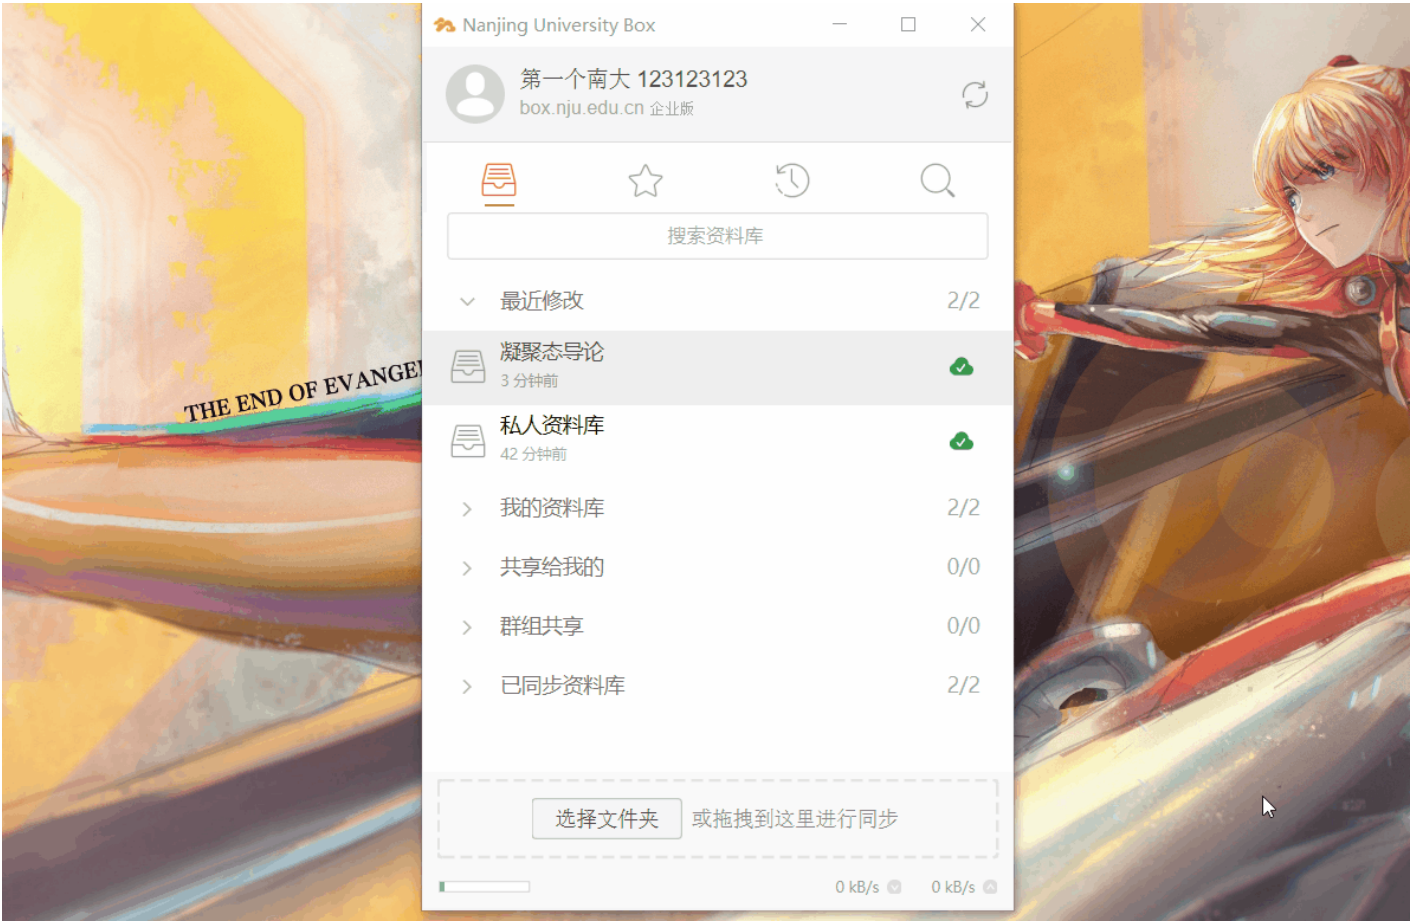 Nanjing University Box
第一个南大 123123123
box.nju.edu.cn 企业版
搜索资料库
最近修改 2/2
凝聚态导论
3 分钟前
THE END OF EVANGE
私人资料库
42 分钟前
我的资料库 2/2
共享给我的 0/0
群组共享 0/0
已同步资料库 2/2
选择文件夹 或拖拽到这里进行同步
0 kB/s 0 kB/s